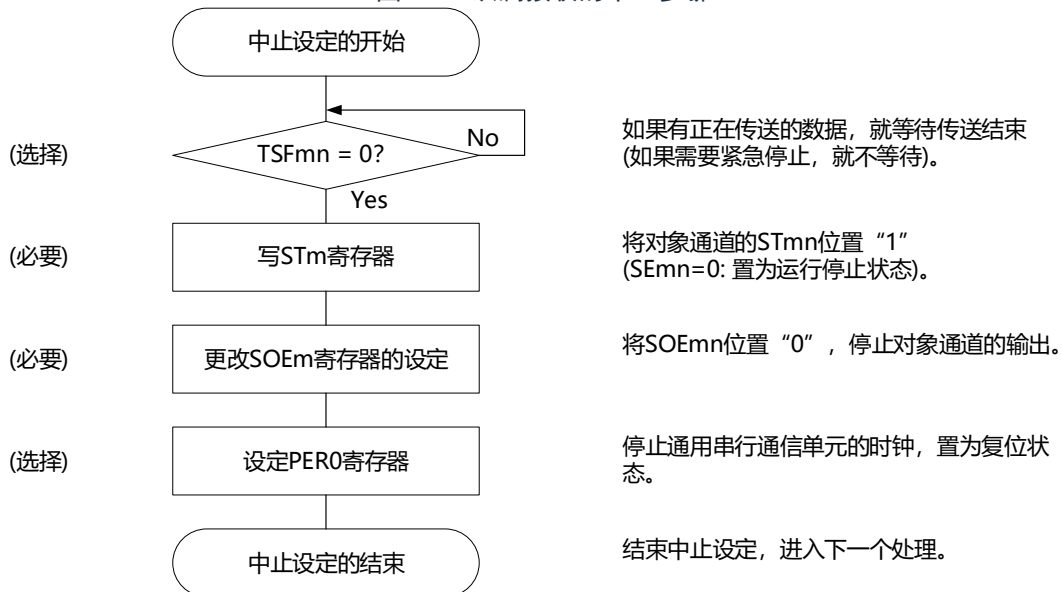 中止设定的开始
No
(选择)
TSFmn = 0?
如果有正在传送的数据，就等待传送结束
(如果需要紧急停止，就不等待)。
Yes
(必要)
写STm寄存器
将对象通道的STmn位置“1”
(SEmn=0: 置为运行停止状态)。
(必要)
更改SOEm寄存器的设定
将SOEmn位置“0”，停止对象通道的输出。
(选择)
设定PER0寄存器
停止通用串行通信单元的时钟，置为复位状
态。
中止设定的结束
结束中止设定，进入下一个处理。